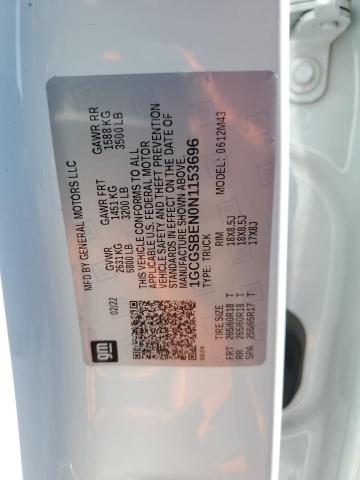 MFD BY GENERAL MOTORS LLC
02/22
GVWR GAWR FRT GAWR RR
2631 KG 1451 KG 1588 KG
5800 LB 3200 LB 3500 LB
THIS VEHICLE CONFORMS TO ALL
APPLICABLE U.S. FEDERAL MOTOR
VEHICLE SAFETY AND THEFT PREVENTION
STANDARDS IN EFFECT ON THE DATE OF
MANUFACTURE SHOWN ABOVE.
1GCGSBEN0N1153696
TYPE: TRUCK
0612M43
TIRE SIZE RIM
FRT 265/60R18 T 18X8.5J
RR 265/60R18 T 18X8.5J
SPA 255/65R17 T 17X8J
gm